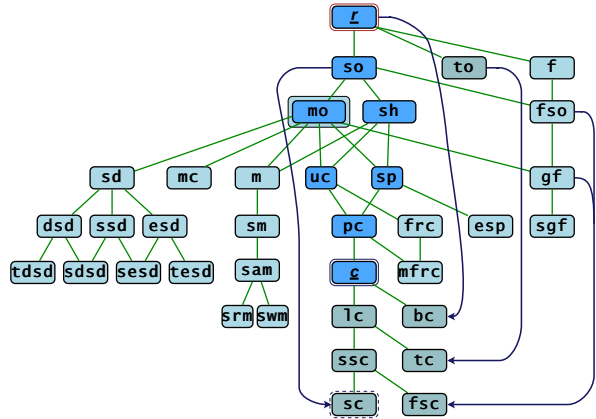 r
so
to
f
mo
sh
fso
sd
mc
m
uc
sp
gf
dsd
ssd
esd
sm
pc
frc
esp
sgf
tdsd
sdsd
sesd
tesd
sam
c
mfrc
srm
swm
lc
bc
ssc
tc
sc
fsc